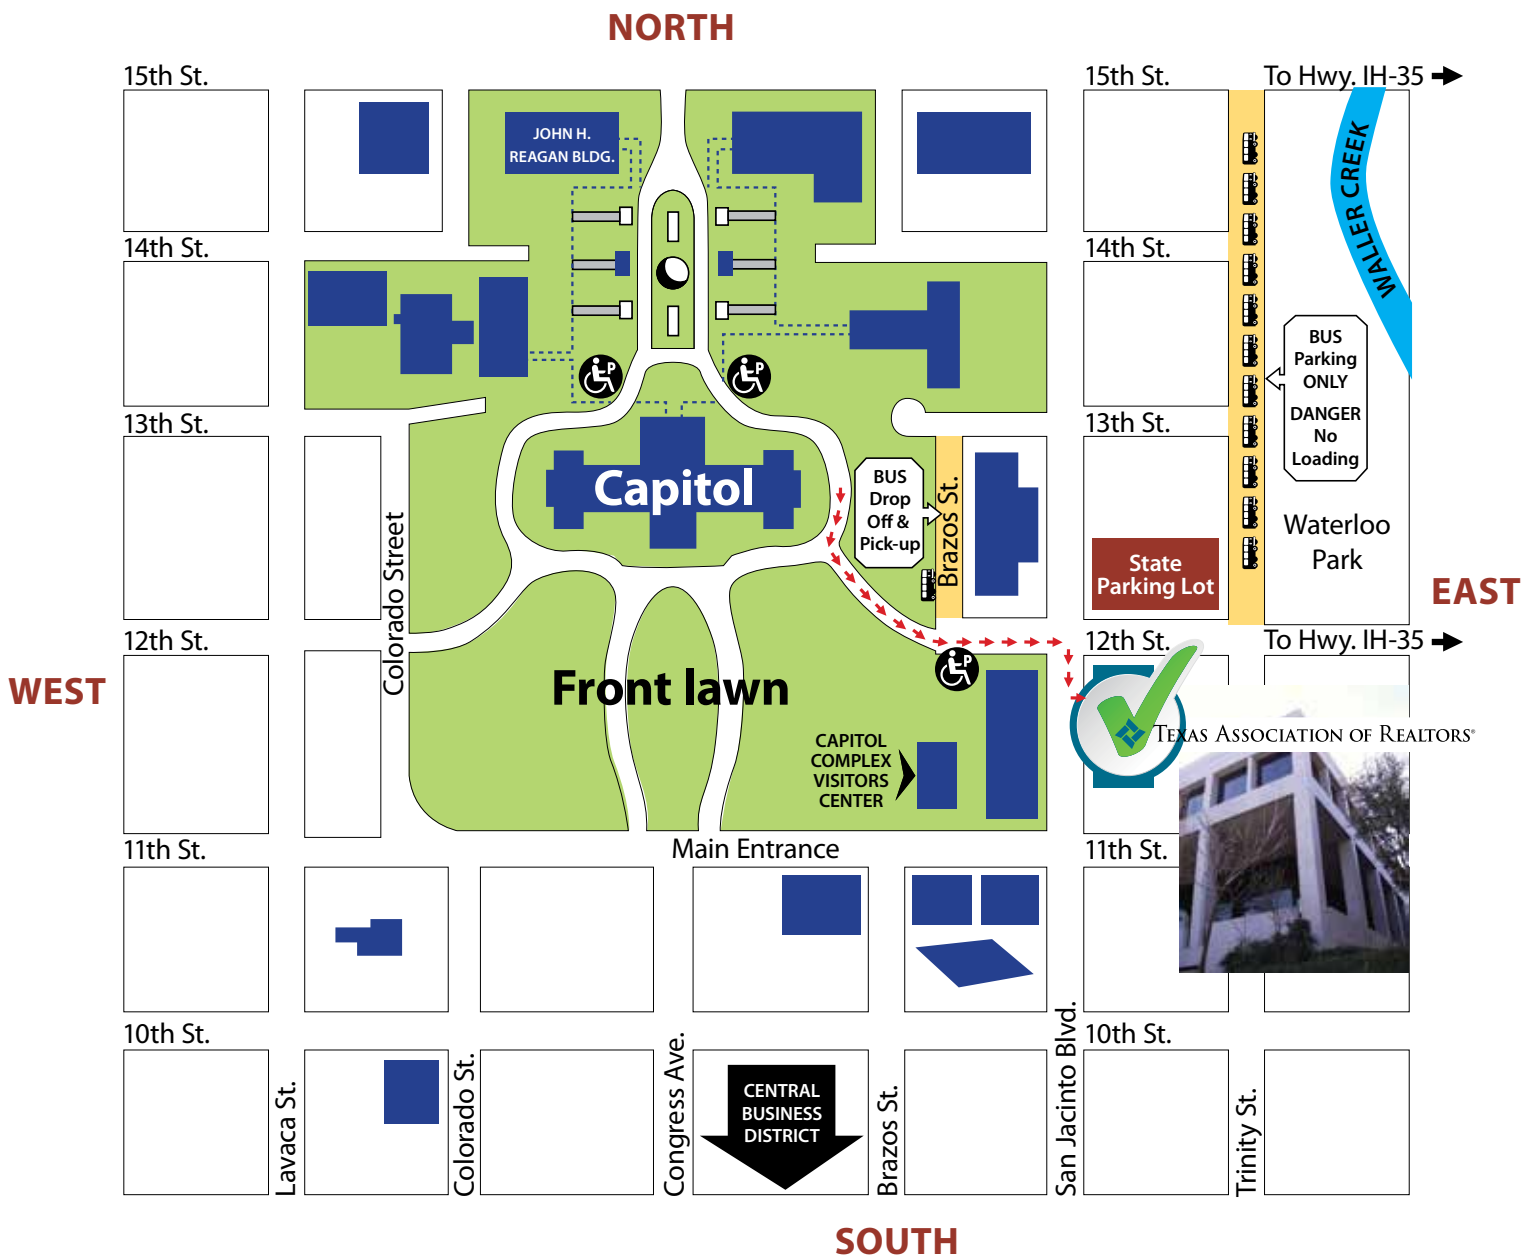 NORTH
15th St.
15th St.
To Hwy. IH-35
JOHN H.
REAGAN BLDG.
WALLER CREEK
14th St.
14th St.
BUS
Parking
ONLY
DANGER
No
Loading
P
P
13th St.
13th St.
Capitol
BUS
Drop
Off &
Pick-up
Brazos St.
Colorado Street
Waterloo
Park
State
Parking Lot
EAST
12th St.
12th St.
To Hwy. IH-35
P
WEST
Front lawn
TEXAS ASSOCIATION OF REALTORS®
CAPITOL
COMPLEX
VISITORS
CENTER
11th St.
Main Entrance
11th St.
10th St.
10th St.
Lavaca St.
Colorado St.
Congress Ave.
CENTRAL
BUSINESS
DISTRICT
Brazos St.
San Jacinto Blvd.
Trinity St.
SOUTH